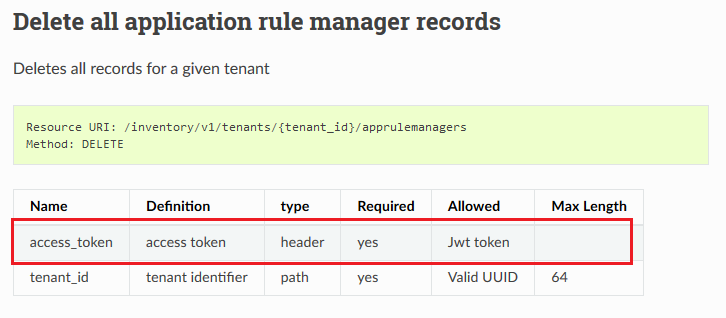 Delete all application rule manager records
Deletes all records for a given tenant
Resource URI: /inventory/v1/tenants/{tenant_id}/apprulemanagers
Method: DELETE
Name Definition type Required Allowed Max Length
access_token access token header yes Jwt token
tenant_id tenant identifier path yes Valid UUID 64